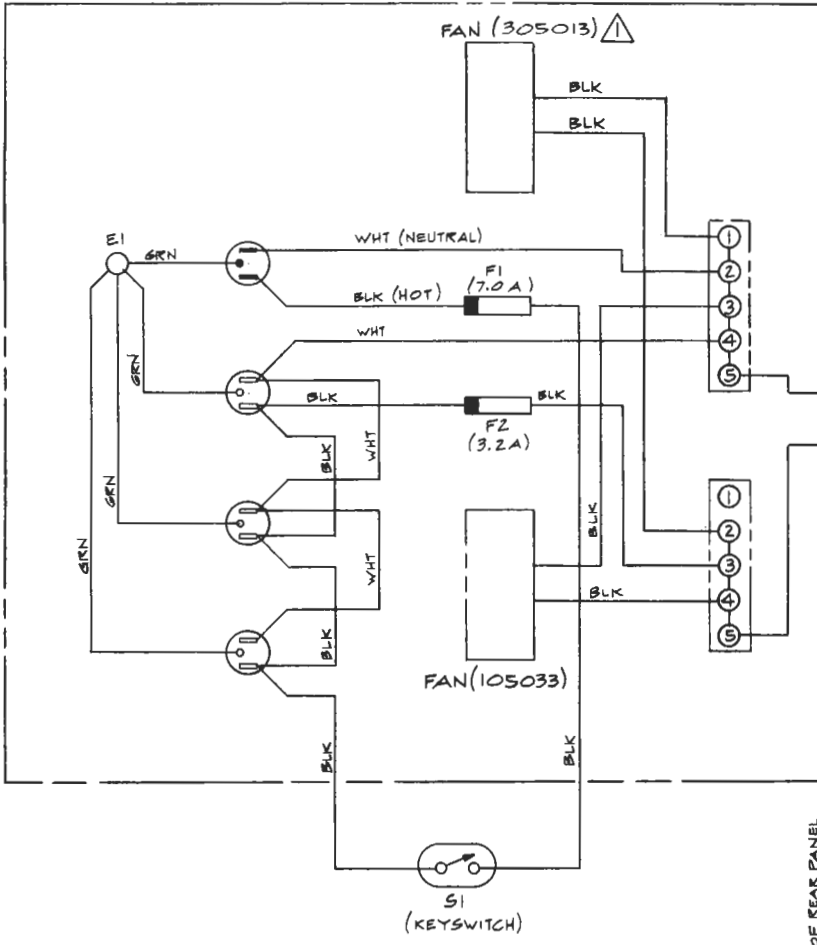 FAN (305013) 1
BLK
BLK
E1
GRN
WHT (NEUTRAL)
1
2
F1
(7.0 A)
BLK (HOT)
3
WHT
4
5
GRN
BLK
BLK
F2
(3.2A)
WHT
BLK
GRN
1
BLK
2
GRN
WHT
3
BLK
4
BLK
5
FAN (105033)
BLK
BLK
S1
(KEYSWITCH)
OF REAR PANEL